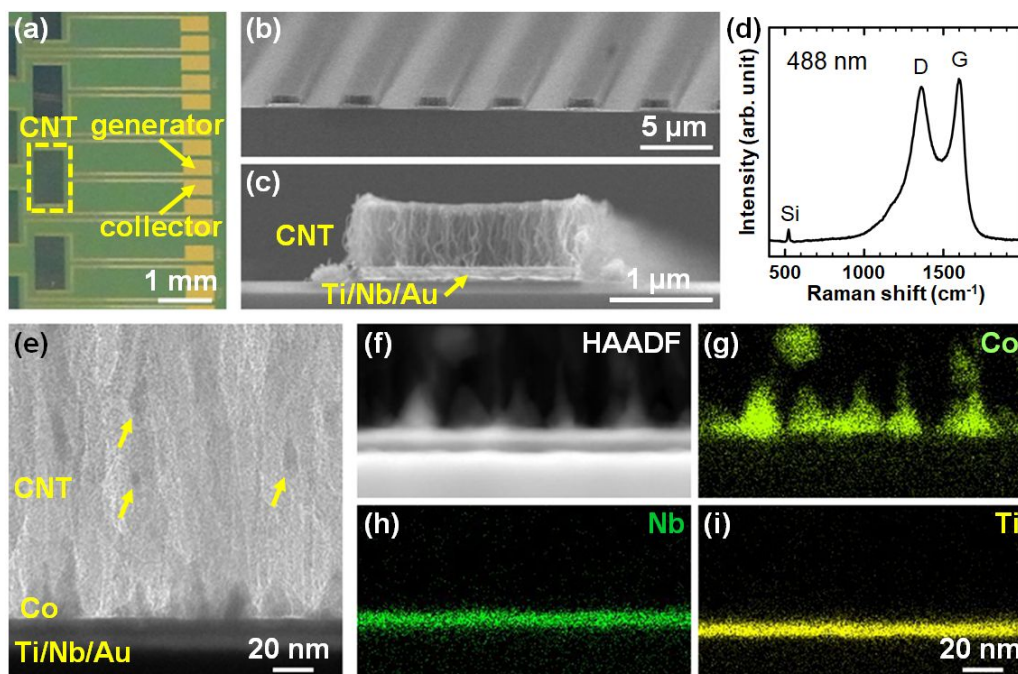 (a)
CNT
generator
collector
1 mm
(b)
5 µm
(c)
CNT
Ti/Nb/Au
1 µm
(d)
488 nm
D
G
Si
Intensity (arb. unit)
500 1000 1500
Raman shift (cm⁻¹)
(e)
CNT
Co
Ti/Nb/Au
20 nm
(f)
HAADF
(g)
Co
(h)
Nb
(i)
Ti
20 nm